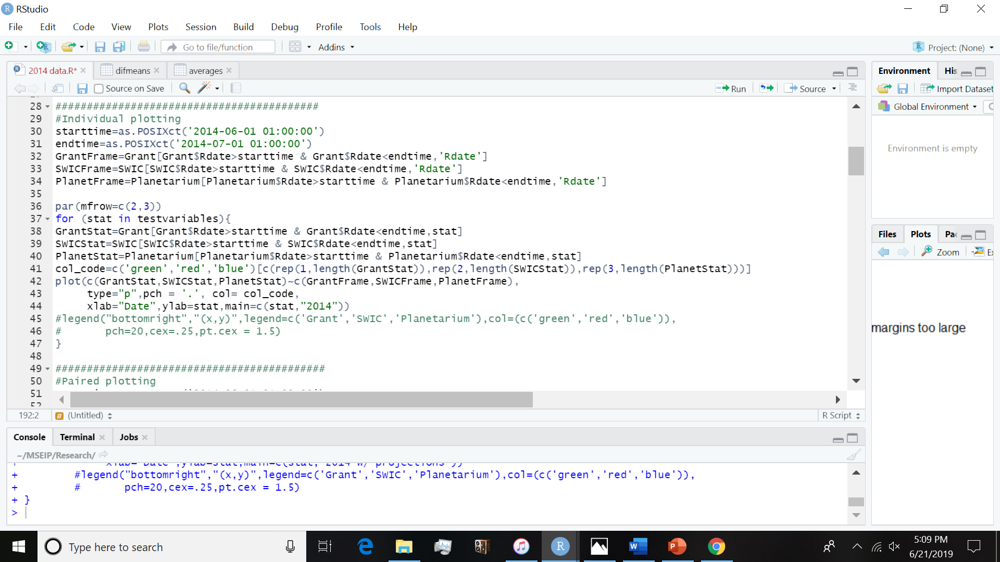 RStudio
File Edit Code View Plots Session Build Debug Profile Tools Help
Go to file/function Addins Project: (None)
2014 data.R* difmeans averages
Source on Save Run Source
28 ##########################################
29 #Individual plotting
30 starttime=as.POSIXct('2014-06-01 01:00:00')
31 endtime=as.POSIXct('2014-07-01 01:00:00')
32 GrantFrame=Grant[Grant$Rdate>starttime & Grant$Rdate<endtime,'Rdate']
33 SWICFrame=SWIC[SWIC$Rdate>starttime & SWIC$Rdate<endtime,'Rdate']
34 PlanetFrame=Planetarium[Planetarium$Rdate>starttime & Planetarium$Rdate<endtime,'Rdate']
35
36 par(mfrow=c(2,3))
37 for (stat in testvariables){
38 GrantStat=Grant[Grant$Rdate>starttime & Grant$Rdate<endtime,stat]
39 SWICStat=SWIC[SWIC$Rdate>starttime & SWIC$Rdate<endtime,stat]
40 PlanetStat=Planetarium[Planetarium$Rdate>starttime & Planetarium$Rdate<endtime,stat]
41 col_code=c('green','red','blue')[c(rep(1,length(GrantStat)),rep(2,length(SWICStat)),rep(3,length(PlanetStat)))]
42 plot(c(GrantStat,SWICStat,PlanetStat)~c(GrantFrame,SWICFrame,PlanetFrame),
43 type="p",pch = '.', col= col_code,
44 xlab="Date",ylab=stat,main=c(stat,"2014"))
45 #legend("bottomright","(x,y)",legend=c('Grant','SWIC','Planetarium'),col=(c('green','red','blue')),
46 # pch=20,cex=.25,pt.cex = 1.5)
47 }
48
49 ###########################################
50 #Paired plotting
51
52
192:2 (Untitled) R Script
Console Terminal Jobs
~/MSEIP/Research/
+ xlab="Date",ylab=stat,main=c(stat,"2014 w/ projections"))
+ #legend("bottomright","(x,y)",legend=c('Grant','SWIC','Planetarium'),col=(c('green','red','blue')),
+ # pch=20,cex=.25,pt.cex = 1.5)
+ }
>
Environment His
Import Dataset
Global Environment
Environment is empty
Files Plots Pac
Zoom Ex
margins too large
Type here to search
5:09 PM
6/21/2019